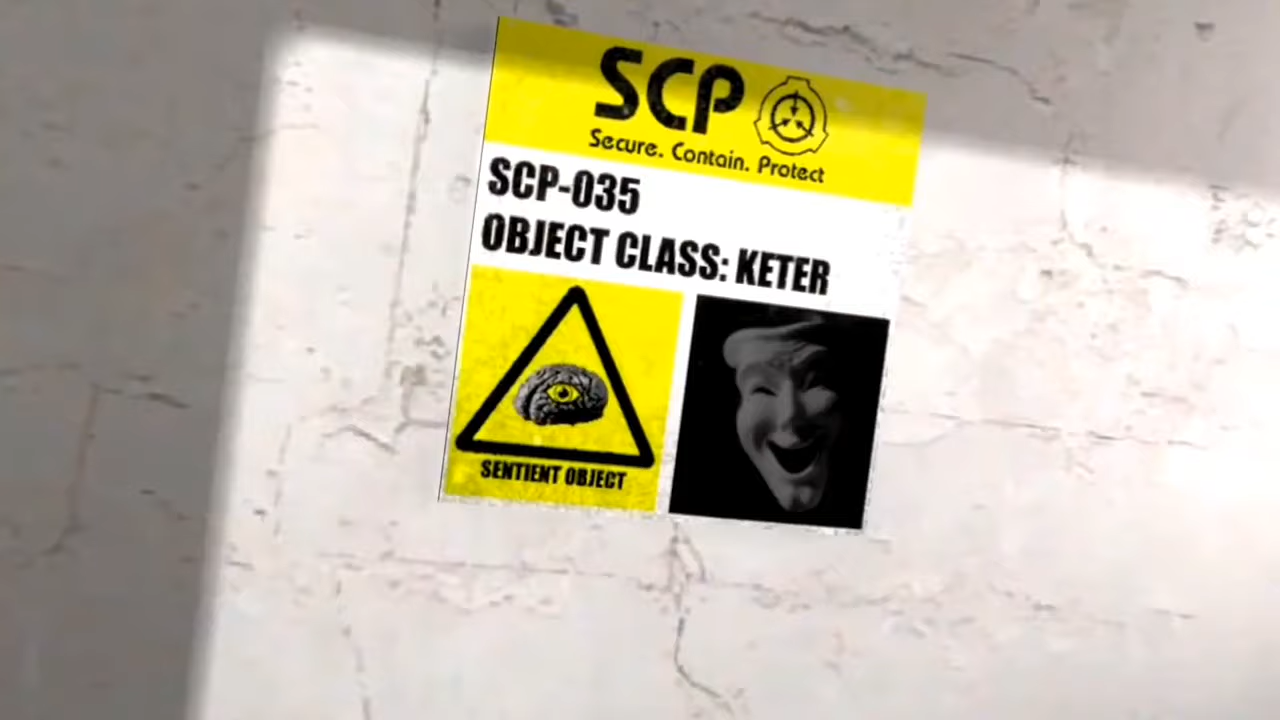 SCP
Secure. Contain. Protect
SCP-035
OBJECT CLASS: KETER
SENTIENT OBJECT